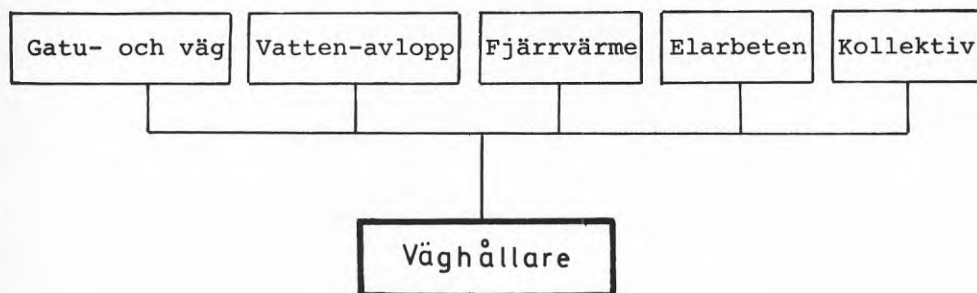 Gatu- och väg
Vatten-avlopp
Fjärrvärme
Elarbeten
Kollektiv
Väghållare